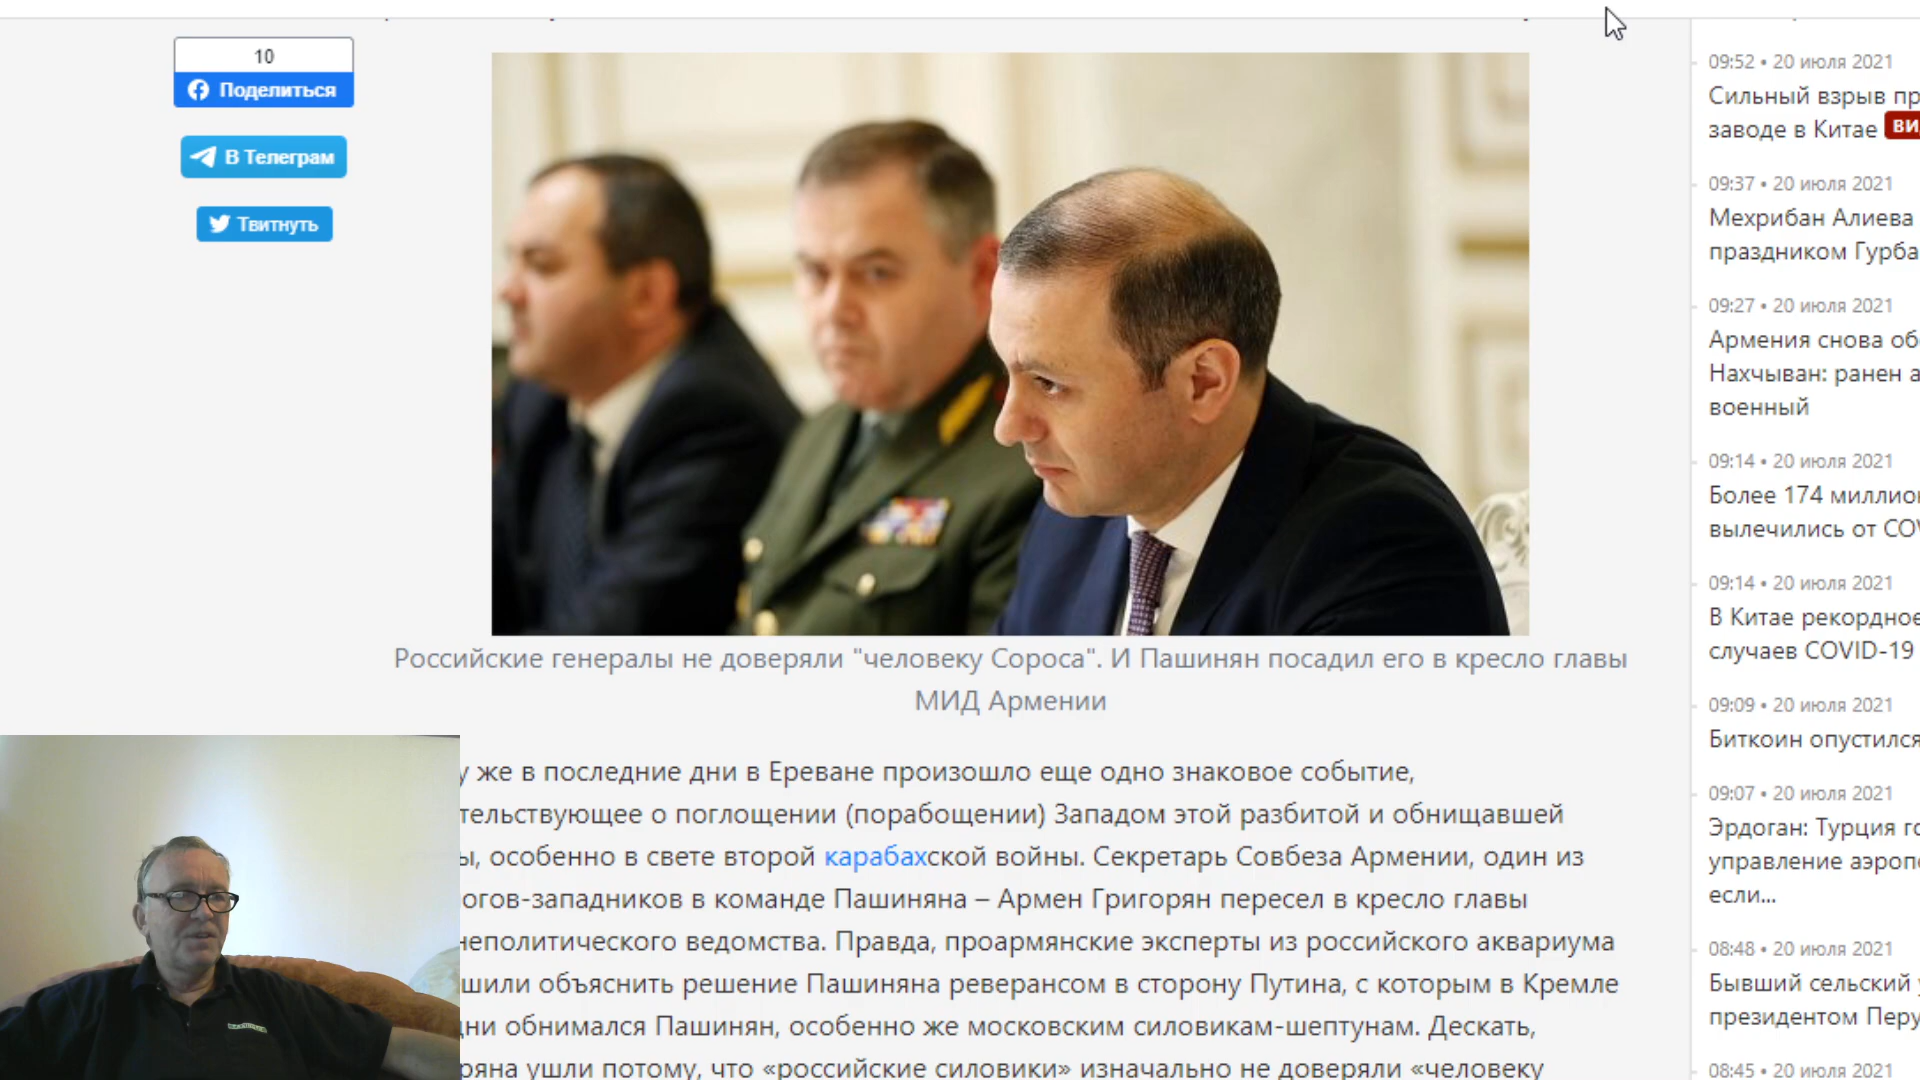 10
Поделиться
В Телеграм
Твитнуть
Российские генералы не доверяли "человеку Сороса". И Пашинян посадил его в кресло главы
МИД Армении
у же в последние дни в Ереване произошло еще одно знаковое событие,
тельствующее о поглощении (порабощении) Западом этой разбитой и обнищавшей
ы, особенно в свете второй карабахской войны. Секретарь Совбеза Армении, один из
огов-западников в команде Пашиняна – Армен Григорян пересел в кресло главы
неполитического ведомства. Правда, проармянские эксперты из российского аквариума
шили объяснить решение Пашиняна реверансом в сторону Путина, с которым в Кремле
дни обнимался Пашинян, особенно же московским силовикам-шептунам. Дескать,
ряна ушли потому, что «российские силовики» изначально не доверяли «человеку
09:52 • 20 июля 2021
Сильный взрыв пр
заводе в Китае ВИ
09:37 • 20 июля 2021
Мехрибан Алиева
праздником Гурба
09:27 • 20 июля 2021
Армения снова об
Нахчыван: ранен а
военный
09:14 • 20 июля 2021
Более 174 миллио
вылечились от CO
09:14 • 20 июля 2021
В Китае рекордное
случаев COVID-19
09:09 • 20 июля 2021
Биткоин опустился
09:07 • 20 июля 2021
Эрдоган: Турция го
управление аэроп
если...
08:48 • 20 июля 2021
Бывший сельский
президентом Перу
08:45 • 20 июля 2021